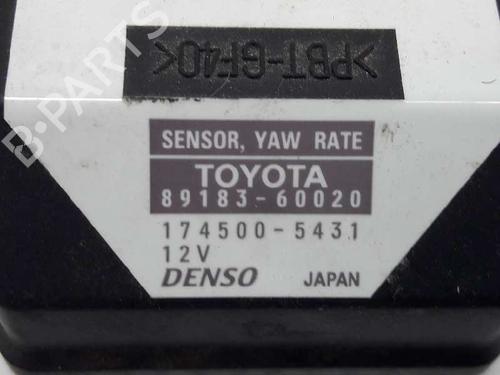 >PBT-GF40<
SENSOR, YAW RATE
TOYOTA
89183-60020
174500-5431
12V
DENSO JAPAN
B-PARTS